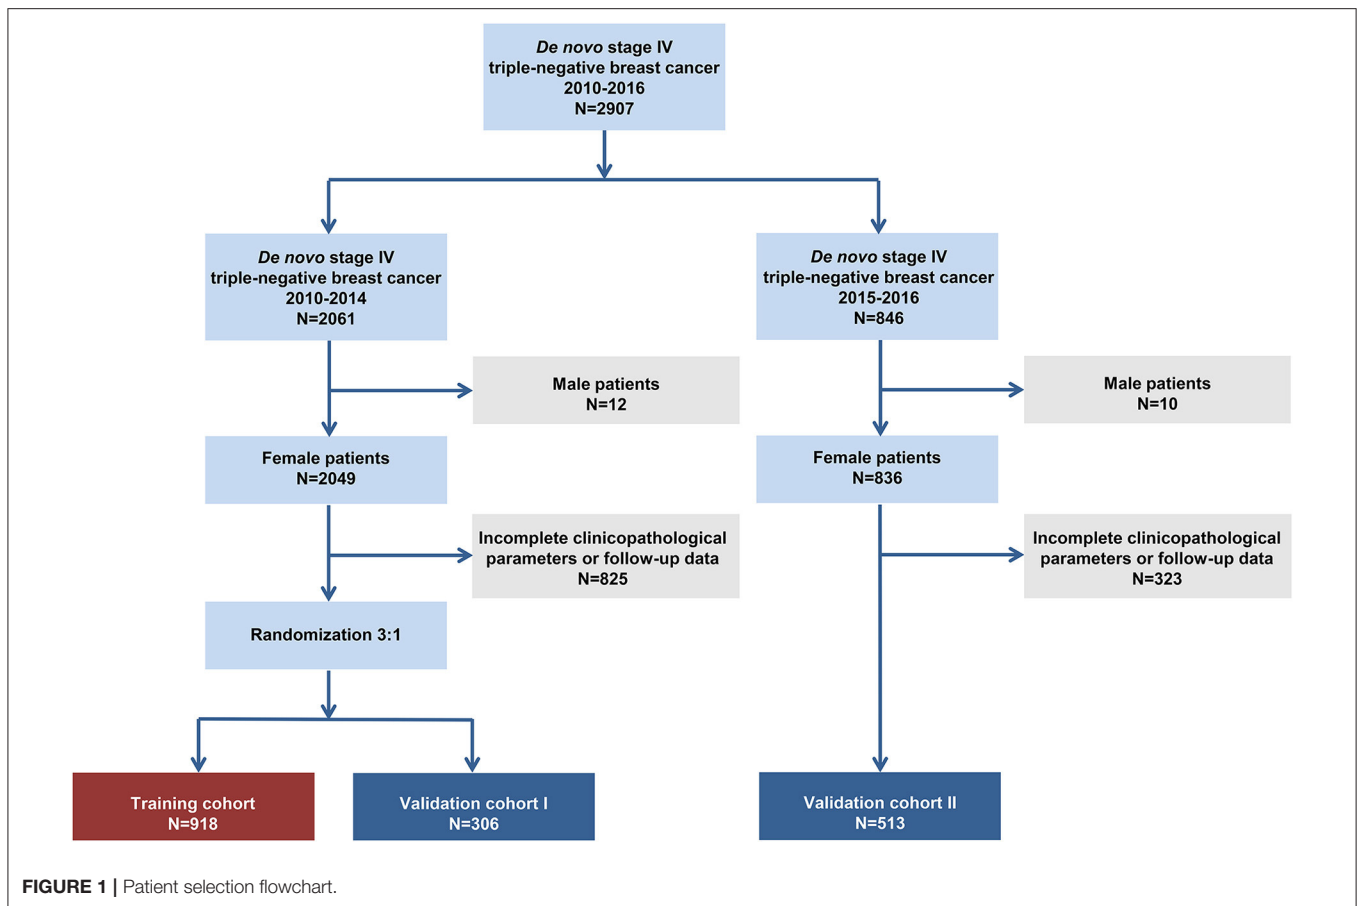 De novo stage IV
triple-negative breast cancer
2010-2016
N=2907
De novo stage IV
triple-negative breast cancer
2010-2014
N=2061
De novo stage IV
triple-negative breast cancer
2015-2016
N=846
Male patients
N=12
Male patients
N=10
Female patients
N=2049
Female patients
N=836
Incomplete clinicopathological
parameters or follow-up data
N=825
Incomplete clinicopathological
parameters or follow-up data
N=323
Randomization 3:1
Training cohort
N=918
Validation cohort I
N=306
Validation cohort II
N=513
FIGURE 1 | Patient selection flowchart.